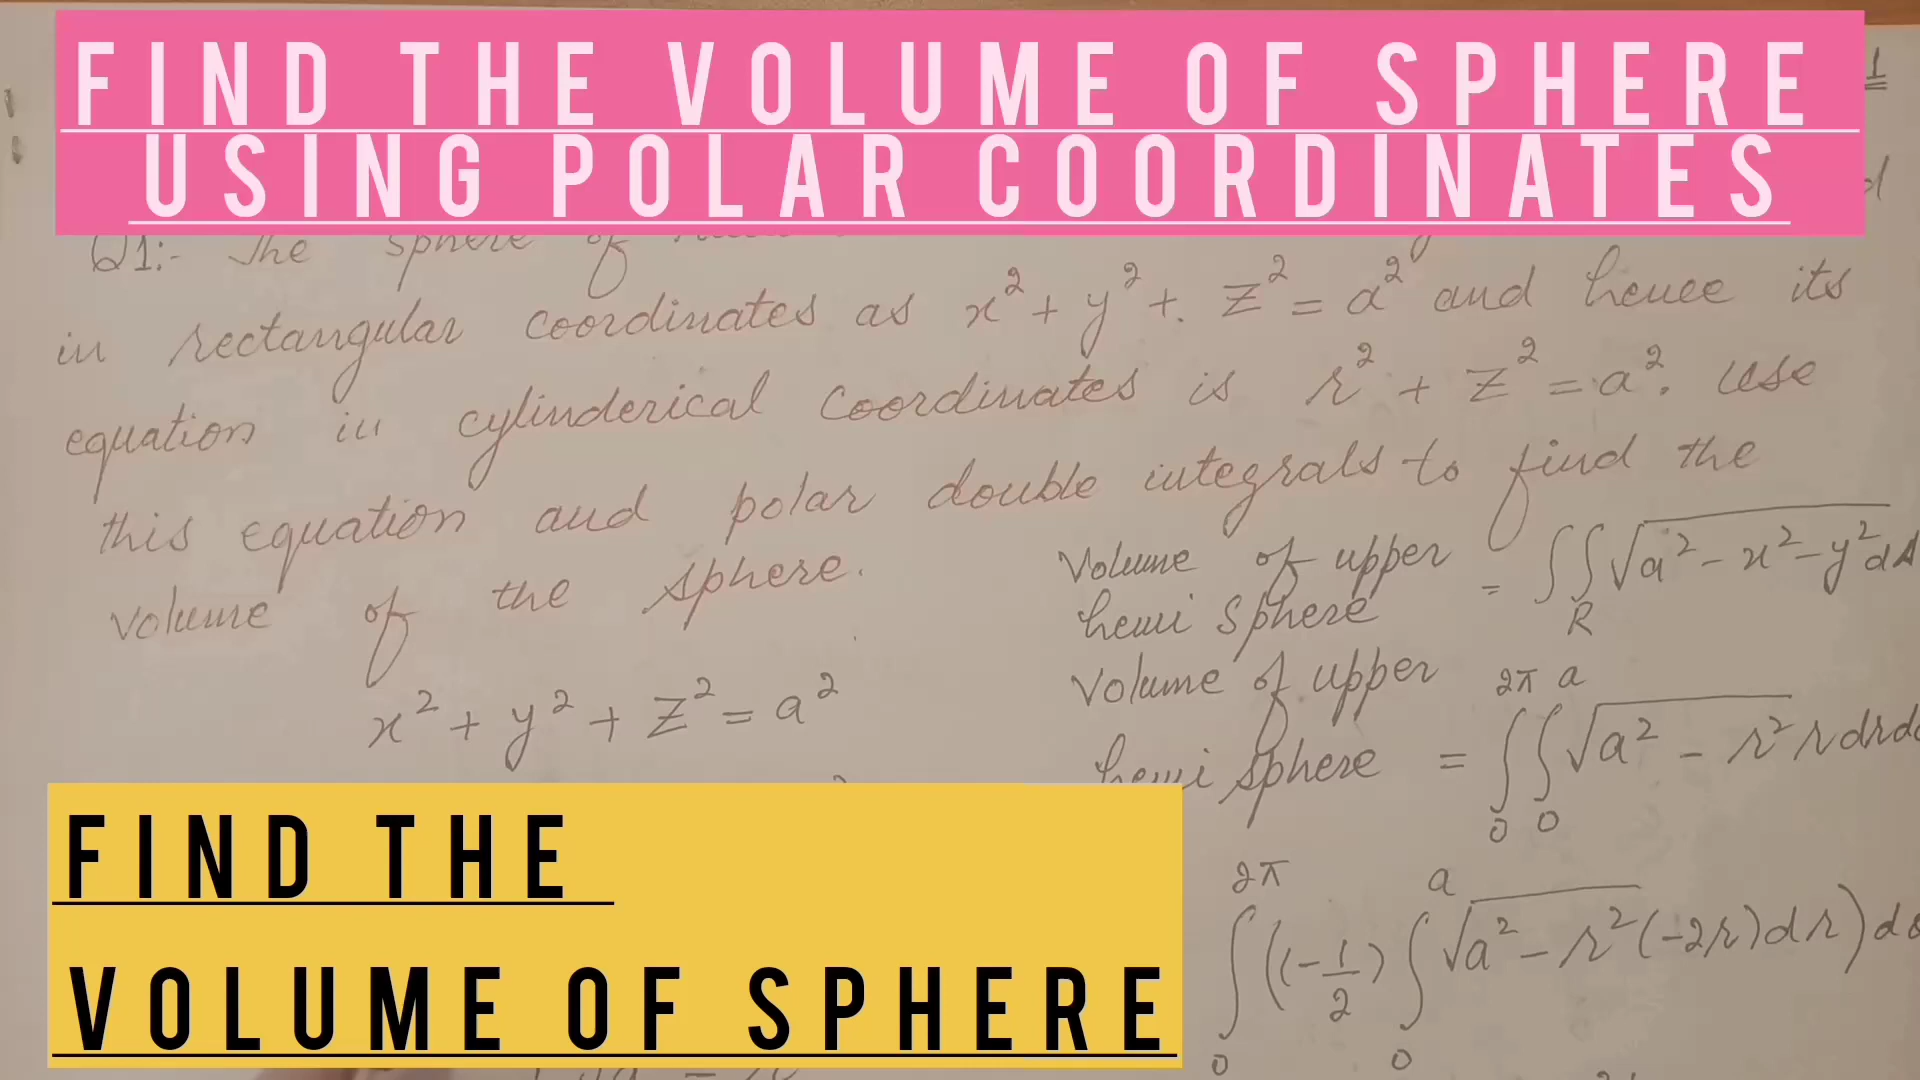 FIND THE VOLUME OF SPHERE
USING POLAR COORDINATES
1
d
Q1:- The sphere of
in rectangular coordinates as x² + y² + z² = a² and hence its
equation in cylinderical coordinates is r² + z² = a². Use
this equation and polar double integrals to find the
volume of the sphere.
x² + y² + z² = a²
Volume of upper
hemi sphere = ∫∫_R √(a² - x² - y²) dA
Volume of upper
hemi sphere = ∫_0^2π ∫_0^a √(a² - r²) r dr d
∫_0^2π ((-1/2) ∫_0^a √(a² - r²) (-2r) dr) dθ
FIND THE
VOLUME OF SPHERE